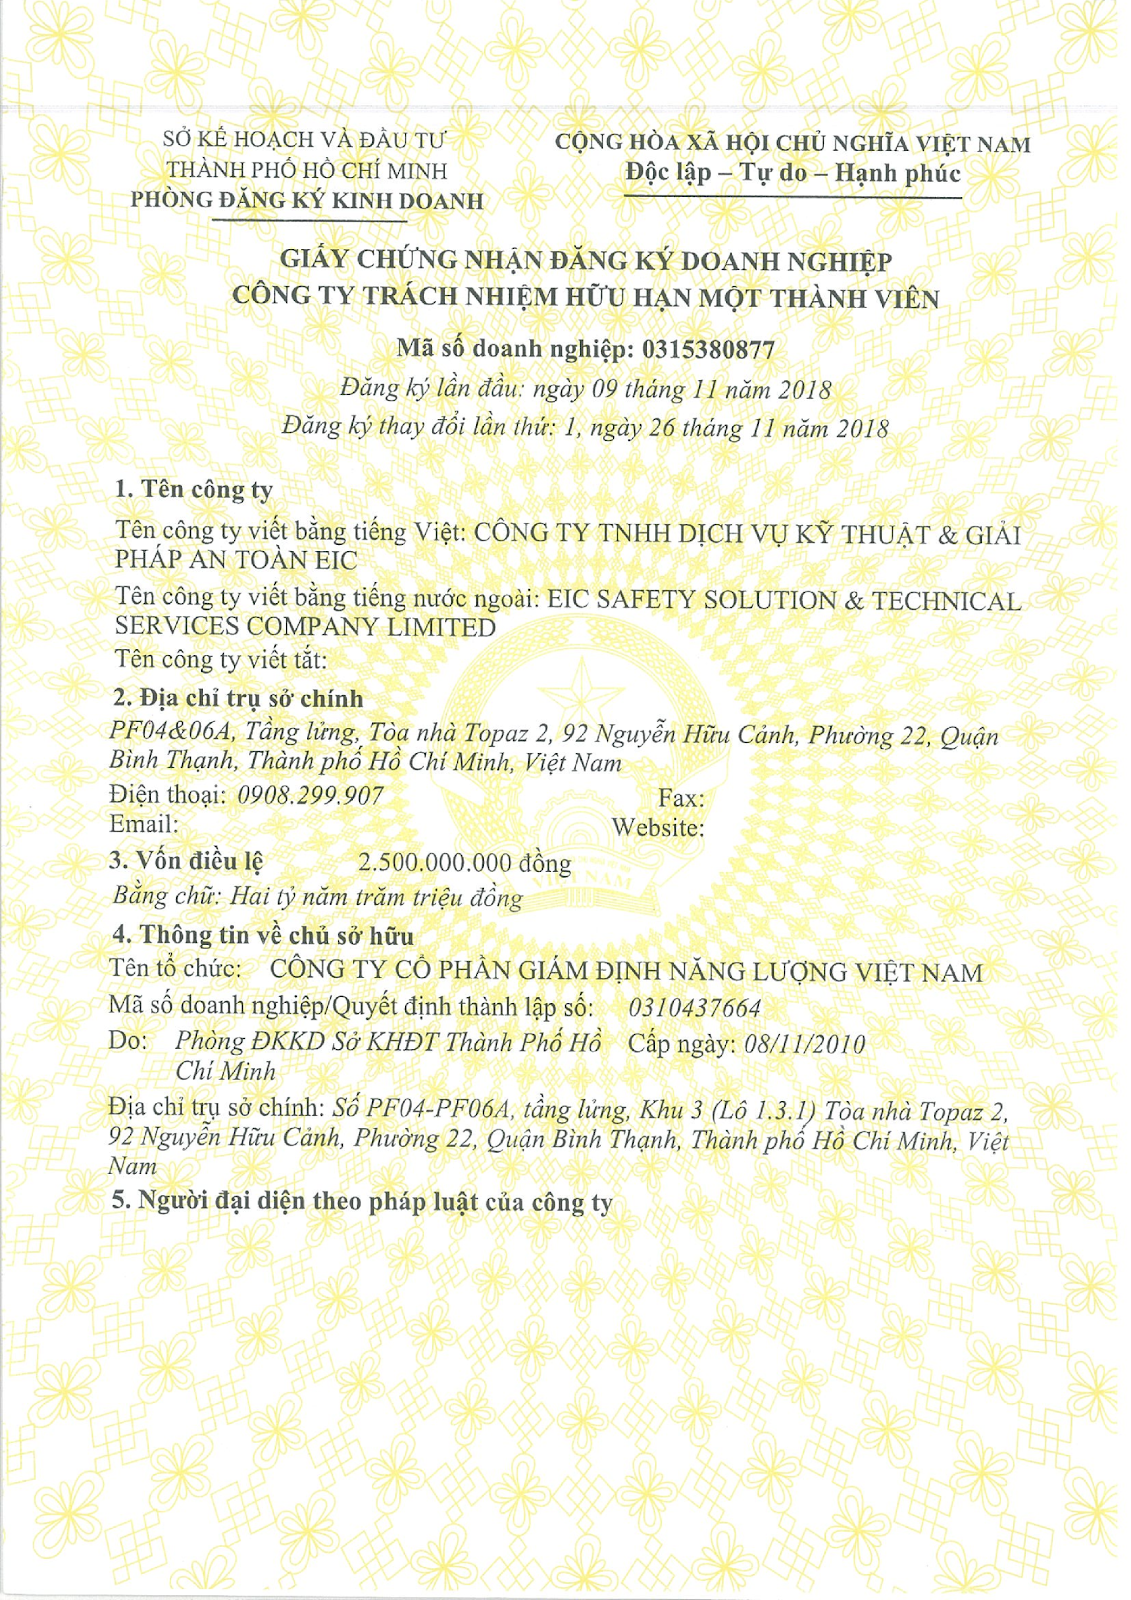 SỞ KẾ HOẠCH VÀ ĐẦU TƯ
THÀNH PHỐ HỒ CHÍ MINH
PHÒNG ĐĂNG KÝ KINH DOANH
CỘNG HÒA XÃ HỘI CHỦ NGHĨA VIỆT NAM
Độc lập – Tự do – Hạnh phúc
GIẤY CHỨNG NHẬN ĐĂNG KÝ DOANH NGHIỆP
CÔNG TY TRÁCH NHIỆM HỮU HẠN MỘT THÀNH VIÊN
Mã số doanh nghiệp: 0315380877
Đăng ký lần đầu: ngày 09 tháng 11 năm 2018
Đăng ký thay đổi lần thứ: 1, ngày 26 tháng 11 năm 2018
1. Tên công ty
Tên công ty viết bằng tiếng Việt: CÔNG TY TNHH DỊCH VỤ KỸ THUẬT & GIẢI
PHÁP AN TOÀN EIC
Tên công ty viết bằng tiếng nước ngoài: EIC SAFETY SOLUTION & TECHNICAL
SERVICES COMPANY LIMITED
Tên công ty viết tắt:
2. Địa chỉ trụ sở chính
PF04&06A, Tầng lửng, Tòa nhà Topaz 2, 92 Nguyễn Hữu Cảnh, Phường 22, Quận
Bình Thạnh, Thành phố Hồ Chí Minh, Việt Nam
Điện thoại: 0908.299.907 Fax:
Email: Website:
3. Vốn điều lệ 2.500.000.000 đồng
VIỆT NAM
Bằng chữ: Hai tỷ năm trăm triệu đồng
4. Thông tin về chủ sở hữu
Tên tổ chức: CÔNG TY CỔ PHẦN GIÁM ĐỊNH NĂNG LƯỢNG VIỆT NAM
Mã số doanh nghiệp/Quyết định thành lập số: 0310437664
Do: Phòng ĐKKD Sở KHĐT Thành Phố Hồ Cấp ngày: 08/11/2010
Chí Minh
Địa chỉ trụ sở chính: Số PF04-PF06A, tầng lửng, Khu 3 (Lô 1.3.1) Tòa nhà Topaz 2,
92 Nguyễn Hữu Cảnh, Phường 22, Quận Bình Thạnh, Thành phố Hồ Chí Minh, Việt
Nam
5. Người đại diện theo pháp luật của công ty